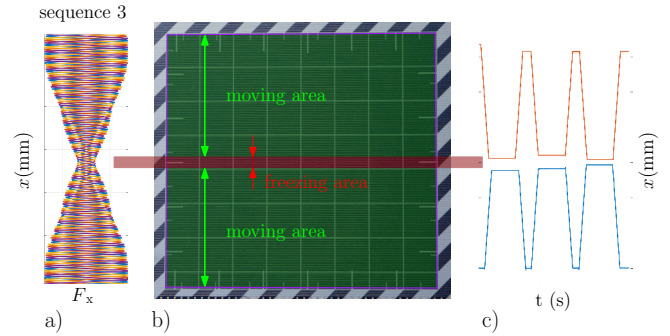 sequence 3
x(mm)
F_x
a)
moving area
freezing area
moving area
b)
x(mm)
t (s)
c)